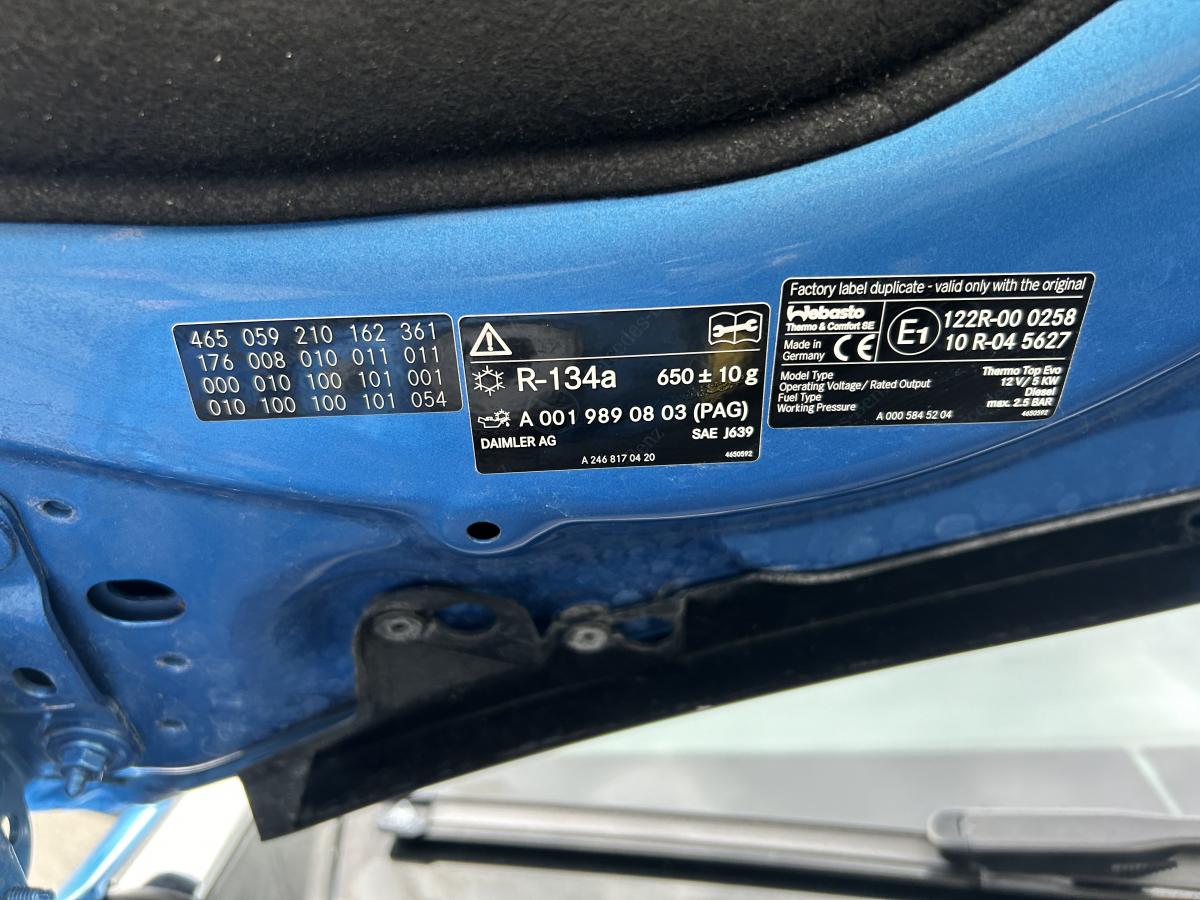 465 059 210 162 361
176 008 010 011 011
000 010 100 101 001
010 100 100 101 054
R-134a 650 ± 10 g
A 001 989 08 03 (PAG)
DAIMLER AG SAE J639
A 246 817 04 20 4650592
Factory label duplicate - valid only with the original
Webasto
Thermo & Comfort SE
Made in
Germany
CE
E1
122R-00 0258
10 R-04 5627
Model Type Thermo Top Evo
Operating Voltage/ Rated Output 12 V/ 5 KW
Fuel Type Diesel
Working Pressure max. 2.5 BAR
A 000 584 52 04 4650592